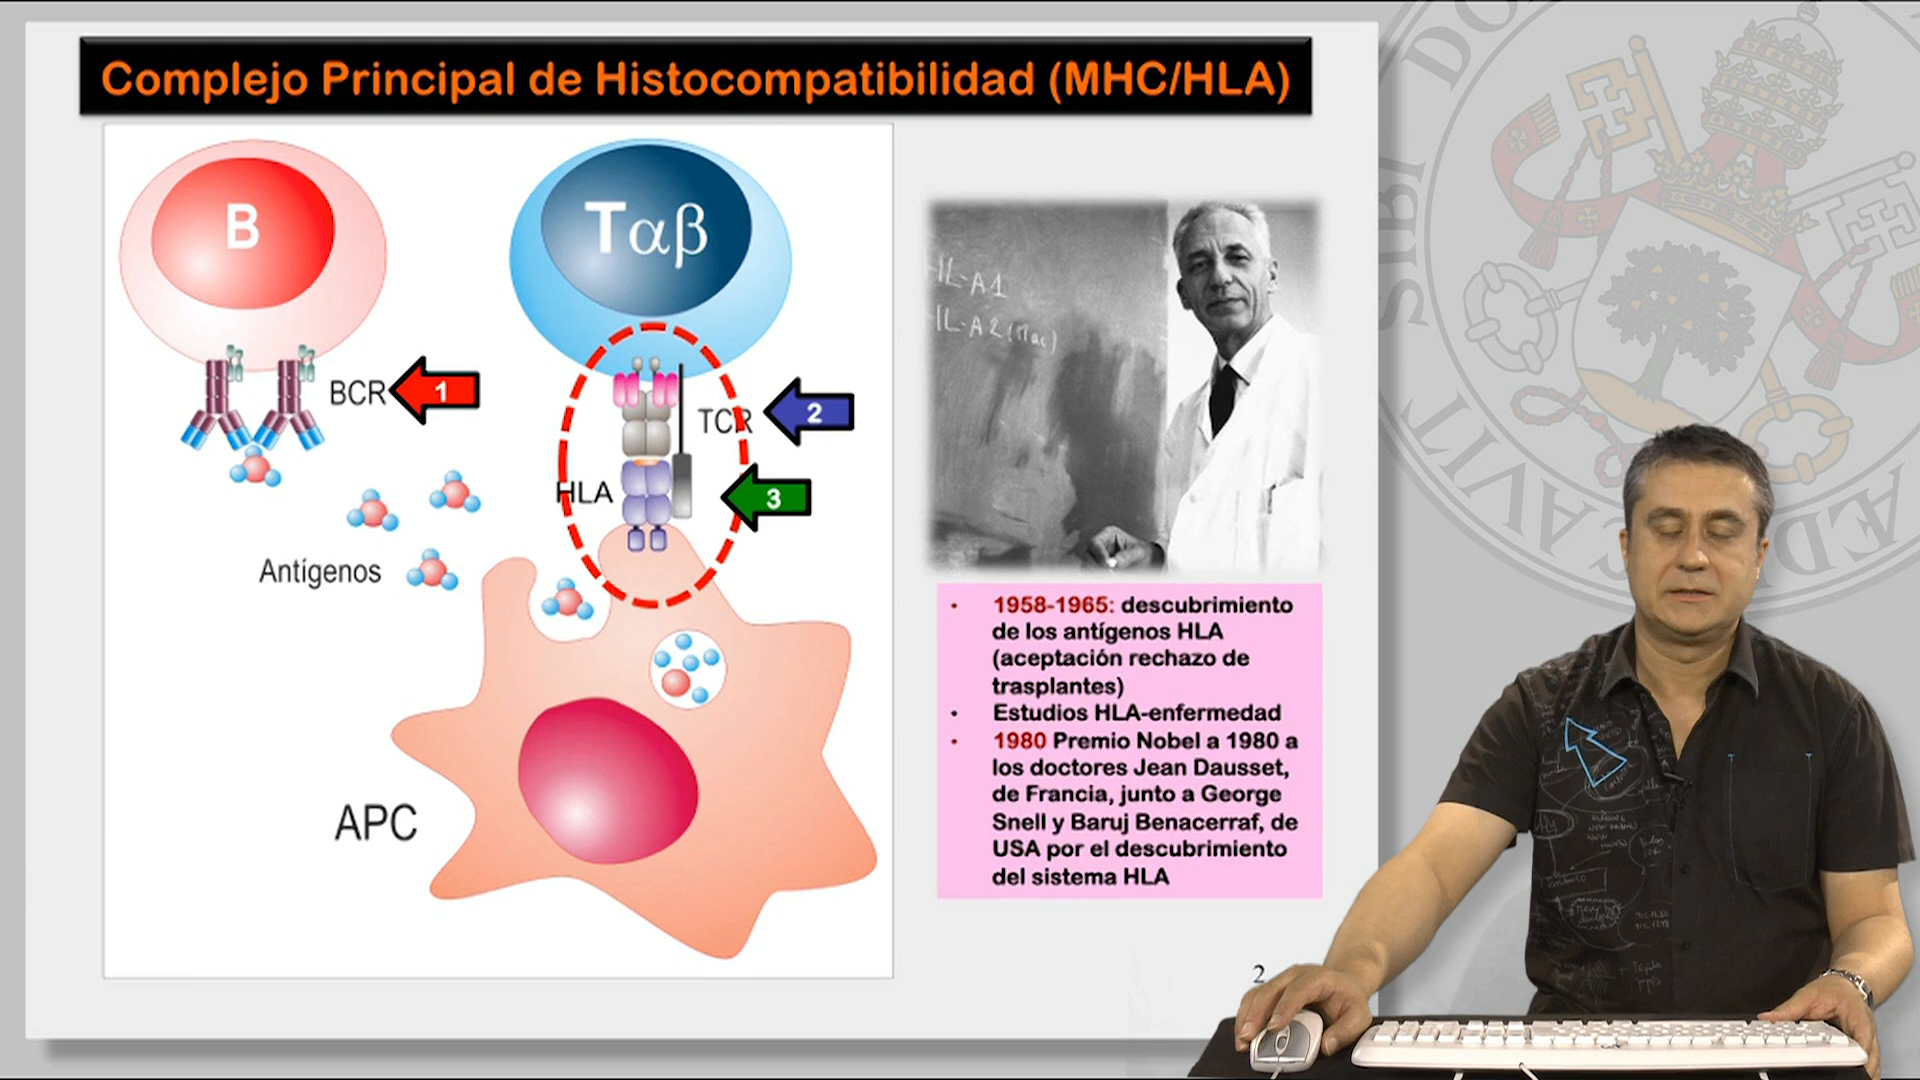 Complejo Principal de Histocompatibilidad (MHC/HLA)
B
Tαβ
BCR
1
TCR
2
HLA
3
Antígenos
APC
HL-A1
HL-A2 (Mac)
• 1958-1965: descubrimiento
de los antígenos HLA
(aceptación rechazo de
trasplantes)
• Estudios HLA-enfermedad
• 1980 Premio Nobel a 1980 a
los doctores Jean Dausset,
de Francia, junto a George
Snell y Baruj Benacerraf, de
USA por el descubrimiento
del sistema HLA
2
SIBI